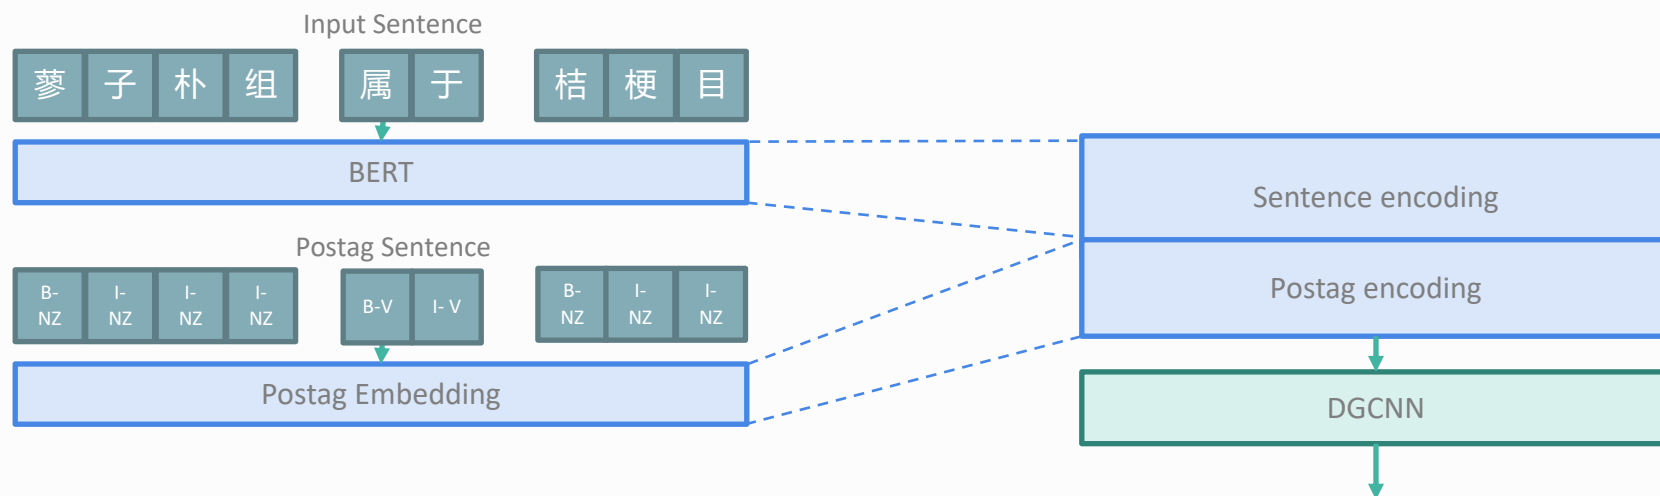 Input Sentence
蓼 子 朴 组 属 于 桔 梗 目
BERT
Postag Sentence
B-NZ I-NZ I-NZ I-NZ B-V I- V B-NZ I-NZ I-NZ
Postag Embedding
Sentence encoding
Postag encoding
DGCNN